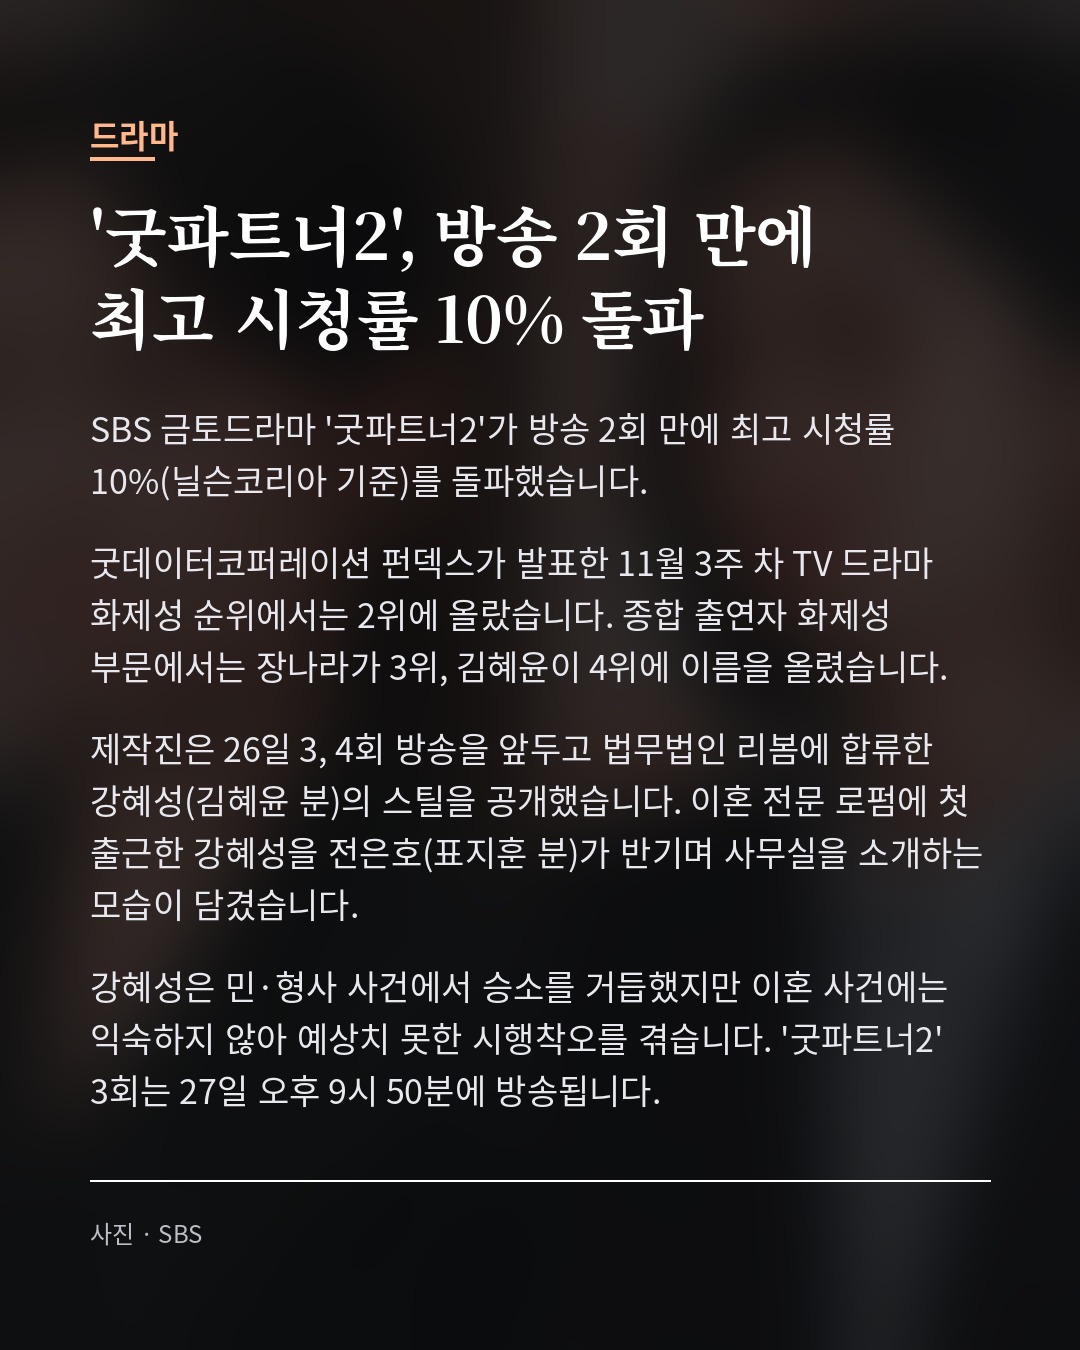 드라마
'굿파트너2', 방송 2회 만에
최고 시청률 10% 돌파
SBS 금토드라마 '굿파트너2'가 방송 2회 만에 최고 시청률
10%(닐슨코리아 기준)를 돌파했습니다.
굿데이터코퍼레이션 펀덱스가 발표한 11월 3주 차 TV 드라마
화제성 순위에서는 2위에 올랐습니다. 종합 출연자 화제성
부문에서는 장나라가 3위, 김혜윤이 4위에 이름을 올렸습니다.
제작진은 26일 3, 4회 방송을 앞두고 법무법인 리봄에 합류한
강혜성(김혜윤 분)의 스틸을 공개했습니다. 이혼 전문 로펌에 첫
출근한 강혜성을 전은호(표지훈 분)가 반기며 사무실을 소개하는
모습이 담겼습니다.
강혜성은 민·형사 사건에서 승소를 거듭했지만 이혼 사건에는
익숙하지 않아 예상치 못한 시행착오를 겪습니다. '굿파트너2'
3회는 27일 오후 9시 50분에 방송됩니다.
사진 · SBS